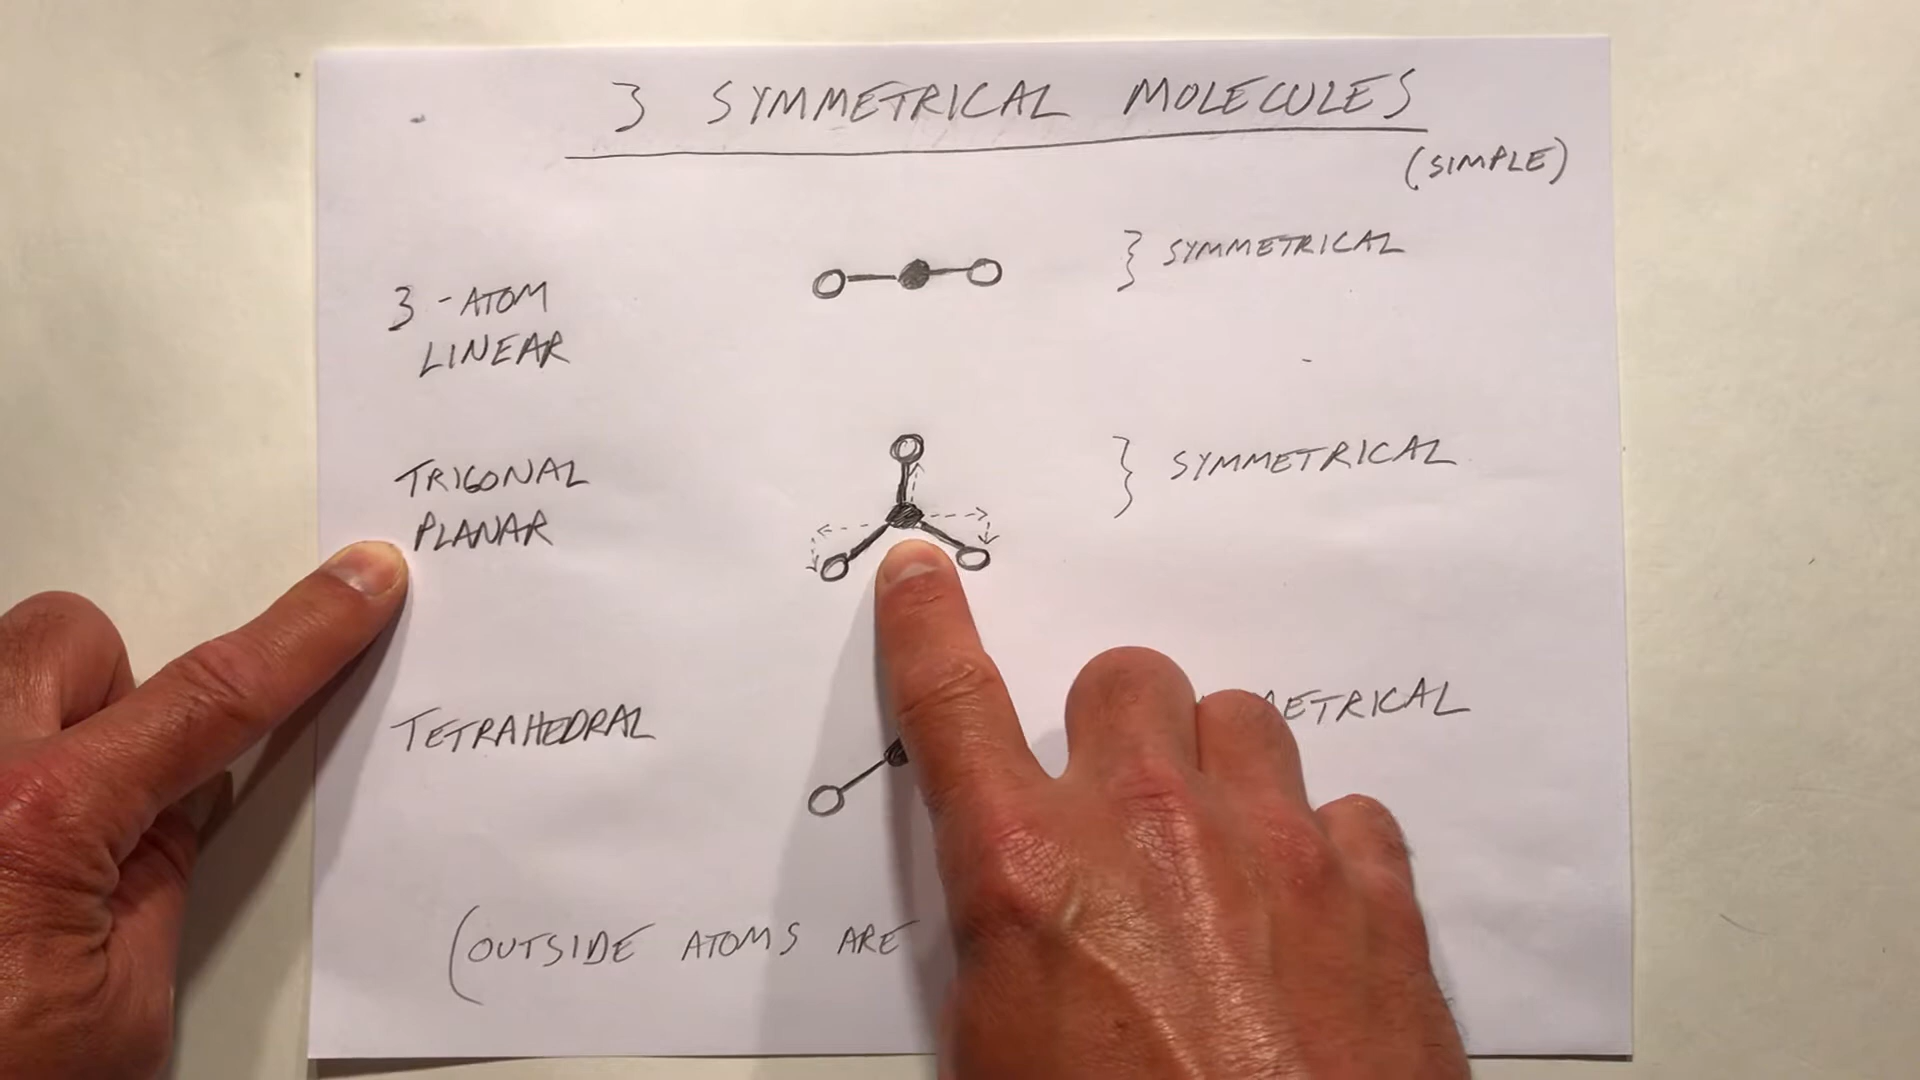 3 SYMMETRICAL MOLECULES
(SIMPLE)
3-ATOM
LINEAR
} SYMMETRICAL
TRIGONAL
PLANAR
} SYMMETRICAL
TETRAHEDRAL
METRICAL
(OUTSIDE ATOMS ARE